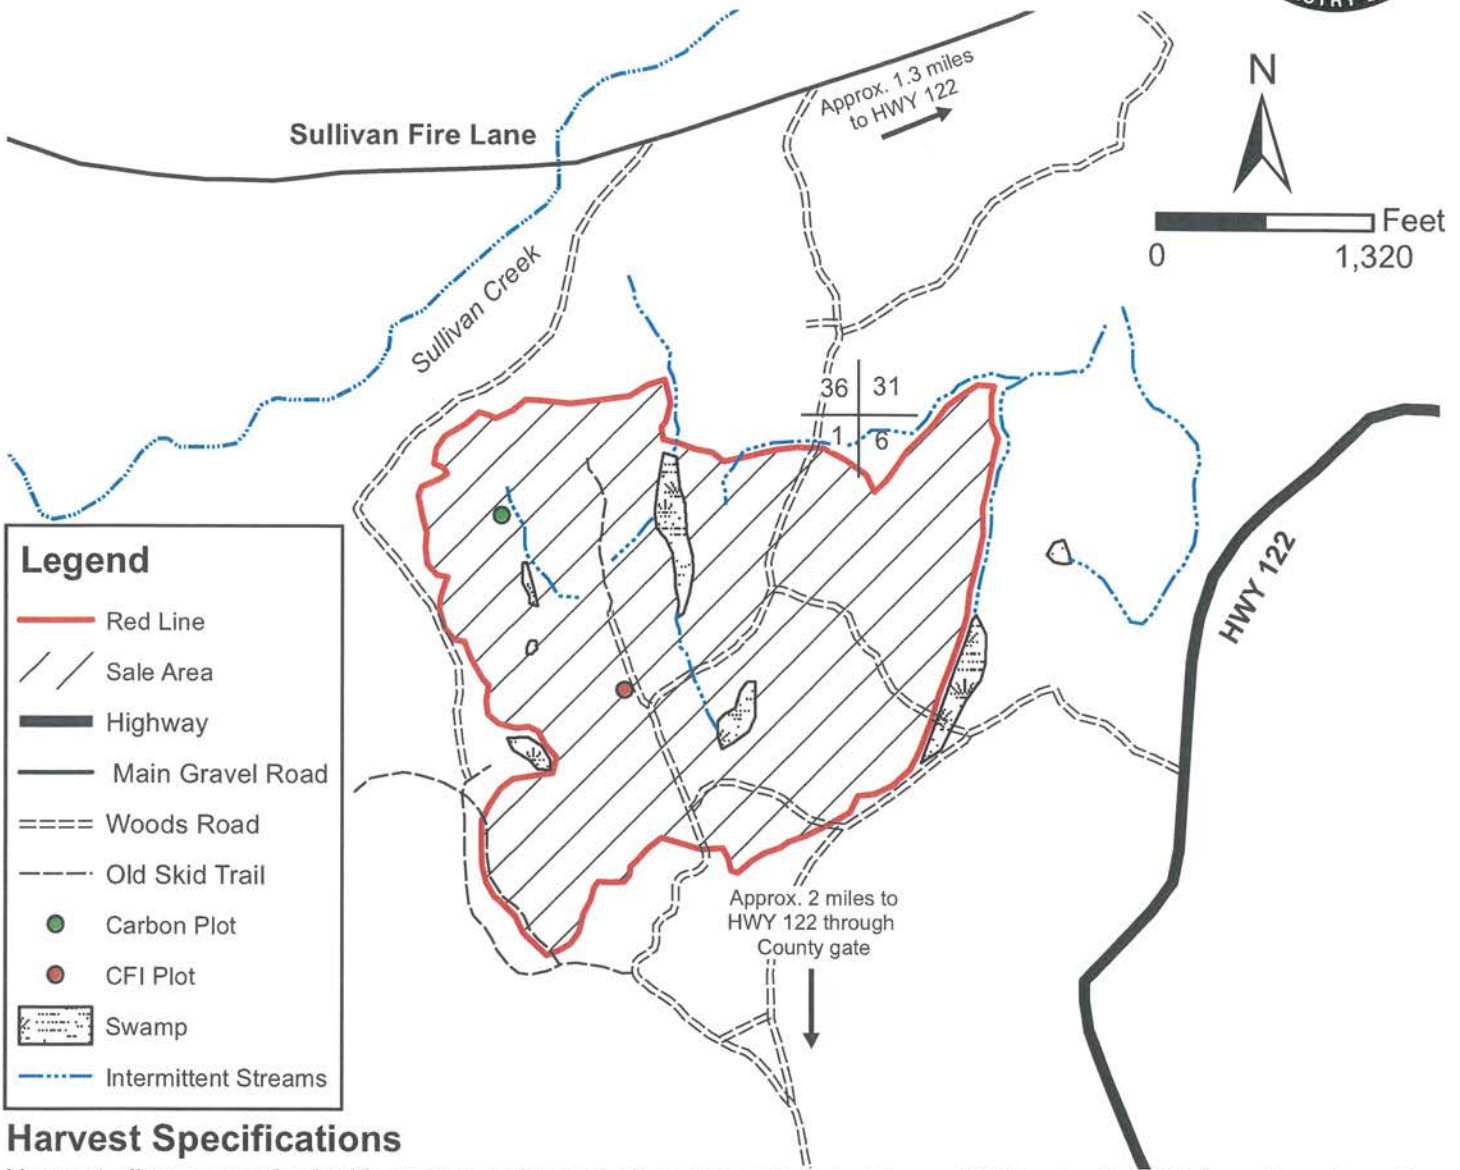 Approx. 1.3 miles
to HWY 122
N
Sullivan Fire Lane
Feet
0 1,320
Sullivan Creek
36 31
1 6
HWY 122
Legend
Red Line
Sale Area
Highway
Main Gravel Road
Woods Road
Old Skid Trail
Carbon Plot
CFI Plot
Swamp
Intermittent Streams
Approx. 2 miles to
HWY 122 through
County gate
Harvest Specifications